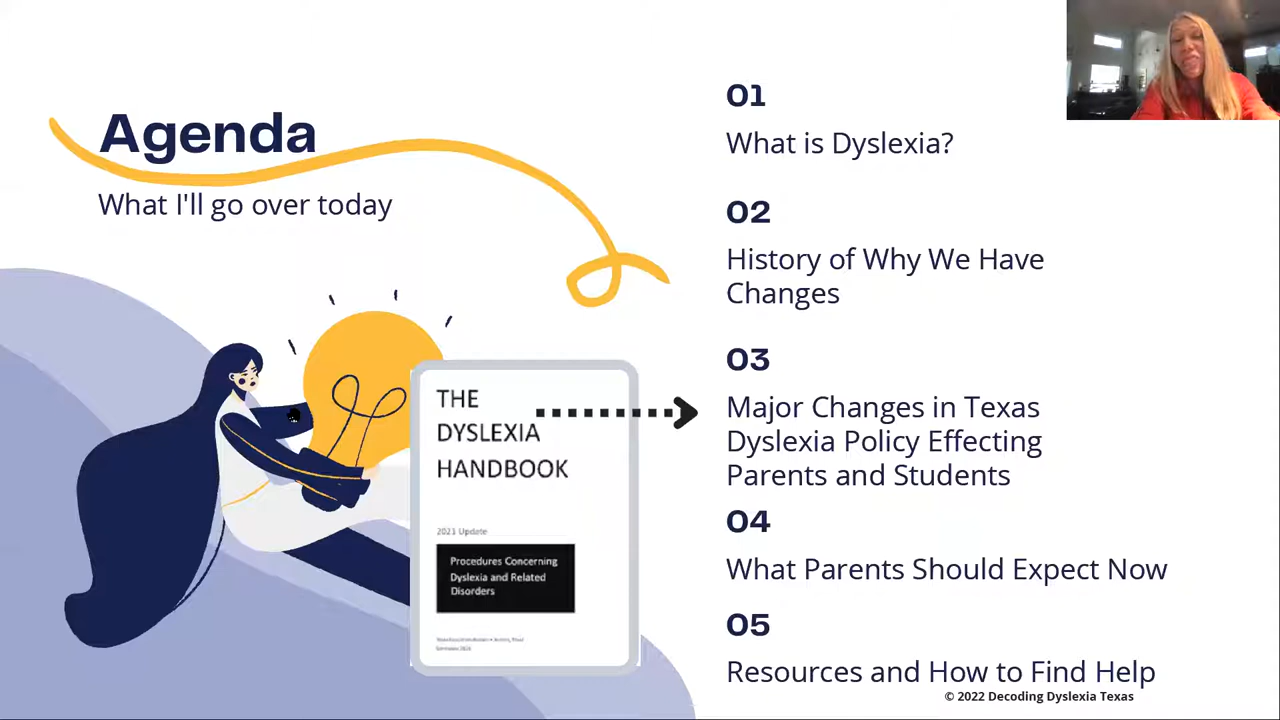 Agenda
What I'll go over today
THE
DYSLEXIA
HANDBOOK
2021 Update
Procedures Concerning
Dyslexia and Related
Disorders
01
What is Dyslexia?
02
History of Why We Have
Changes
03
Major Changes in Texas
Dyslexia Policy Effecting
Parents and Students
04
What Parents Should Expect Now
05
Resources and How to Find Help
© 2022 Decoding Dyslexia Texas